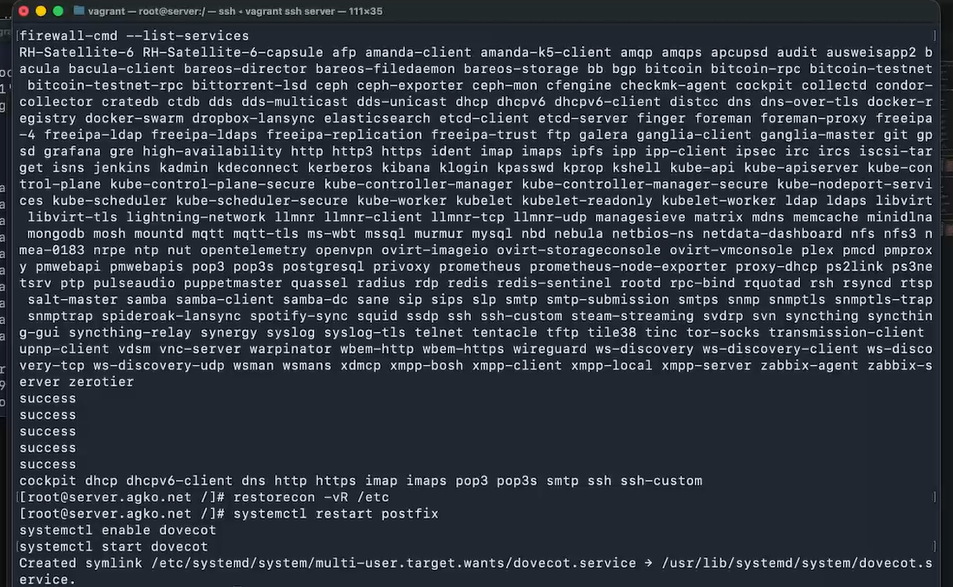 vagrant — root@server:/ — ssh ‹ vagrant ssh server — 111×35
firewall-cmd --list-services
RH-Satellite-6 RH-Satellite-6-capsule afp amanda-client amanda-k5-client amqp amqps apcupsd audit ausweisapp2 b
acula bacula-client bareos-director bareos-filedaemon bareos-storage bb bgp bitcoin bitcoin-rpc bitcoin-testnet
bitcoin-testnet-rpc bittorrent-lsd ceph ceph-exporter ceph-mon cfengine checkmk-agent cockpit collectd condor-
collector cratedb ctdb dds dds-multicast dds-unicast dhcp dhcpv6 dhcpv6-client distcc dns dns-over-tls docker-r
egistry docker-swarm dropbox-lansync elasticsearch etcd-client etcd-server finger foreman foreman-proxy freeipa
-4 freeipa-ldap freeipa-ldaps freeipa-replication freeipa-trust ftp galera ganglia-client ganglia-master git gp
sd grafana gre high-availability http http3 https ident imap imaps ipfs ipp ipp-client ipsec irc ircs iscsi-tar
get isns jenkins kadmin kdeconnect kerberos kibana klogin kpasswd kprop kshell kube-api kube-apiserver kube-con
trol-plane kube-control-plane-secure kube-controller-manager kube-controller-manager-secure kube-nodeport-servi
ces kube-scheduler kube-scheduler-secure kube-worker kubelet kubelet-readonly kubelet-worker ldap ldaps libvirt
libvirt-tls lightning-network llmnr llmnr-client llmnr-tcp llmnr-udp managesieve matrix mdns memcache minidlna
mongodb mosh mountd mqtt mqtt-tls ms-wbt mssql murmur mysql nbd nebula netbios-ns netdata-dashboard nfs nfs3 n
mea-0183 nrpe ntp nut opentelemetry openvpn ovirt-imageio ovirt-storageconsole ovirt-vmconsole plex pmcd pmprox
y pmwebapi pmwebapis pop3 pop3s postgresql privoxy prometheus prometheus-node-exporter proxy-dhcp ps2link ps3ne
tsrv ptp pulseaudio puppetmaster quassel radius rdp redis redis-sentinel rootd rpc-bind rquotad rsh rsyncd rtsp
salt-master samba samba-client samba-dc sane sip sips slp smtp smtp-submission smtps snmp snmptls snmptls-trap
snmptrap spideroak-lansync spotify-sync squid ssdp ssh ssh-custom steam-streaming svdrp svn syncthing syncthin
g-gui syncthing-relay synergy syslog syslog-tls telnet tentacle tftp tile38 tinc tor-socks transmission-client
upnp-client vdsm vnc-server warpinator wbem-http wbem-https wireguard ws-discovery ws-discovery-client ws-disco
very-tcp ws-discovery-udp wsman wsmans xdmcp xmpp-bosh xmpp-client xmpp-local xmpp-server zabbix-agent zabbix-s
erver zerotier
success
success
success
success
success
cockpit dhcp dhcpv6-client dns http https imap imaps pop3 pop3s smtp ssh ssh-custom
[root@server.agko.net /]# restorecon -vR /etc
[root@server.agko.net /]# systemctl restart postfix
systemctl enable dovecot
systemctl start dovecot
Created symlink /etc/systemd/system/multi-user.target.wants/dovecot.service → /usr/lib/systemd/system/dovecot.s
ervice.